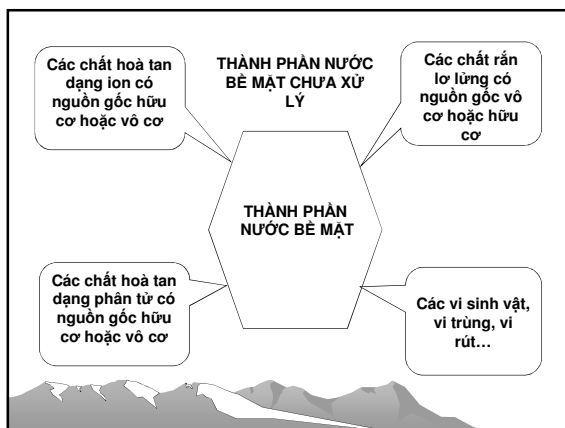 Các chất hoà tan
dạng ion có
nguồn gốc hữu
cơ hoặc vô cơ
THÀNH PHẦN NƯỚC
BỀ MẶT CHƯA XỬ
LÝ
Các chất rắn
lơ lửng có
nguồn gốc vô
cơ hoặc hữu
cơ
THÀNH PHẦN
NƯỚC BỀ MẶT
Các chất hoà tan
dạng phân tử có
nguồn gốc hữu
cơ hoặc vô cơ
Các vi sinh vật,
vi trùng, vi
rút...